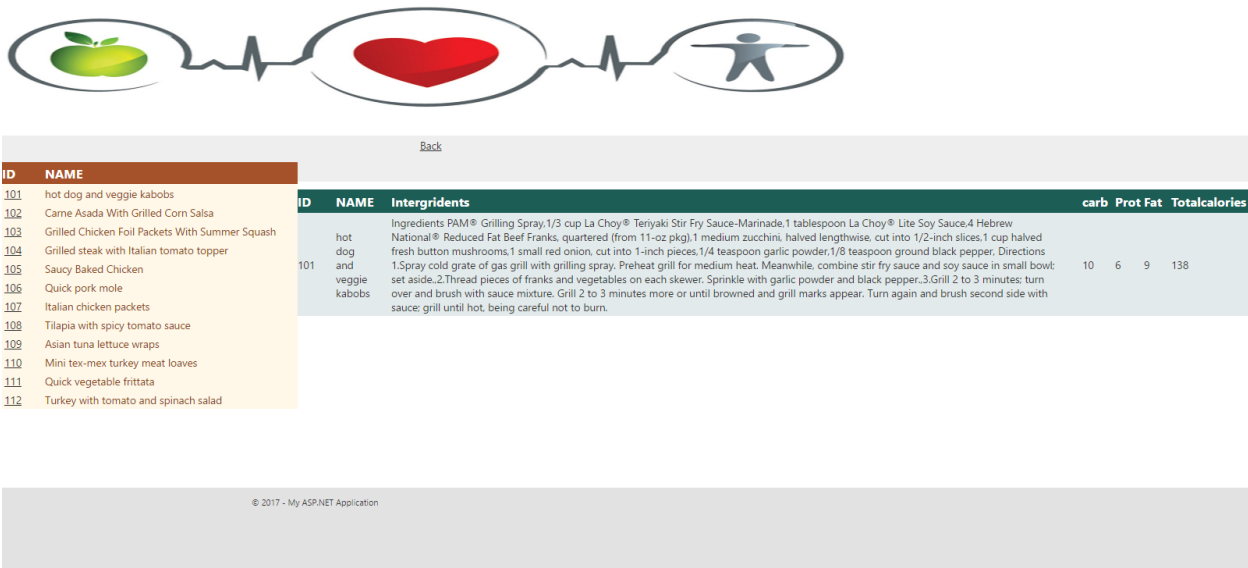 Back
ID NAME
101 hot dog and veggie kabobs
102 Carne Asada With Grilled Corn Salsa
103 Grilled Chicken Foil Packets With Summer Squash
104 Grilled steak with Italian tomato topper
105 Saucy Baked Chicken
106 Quick pork mole
107 Italian chicken packets
108 Tilapia with spicy tomato sauce
109 Asian tuna lettuce wraps
110 Mini tex-mex turkey meat loaves
111 Quick vegetable frittata
112 Turkey with tomato and spinach salad
ID NAME Intergridents carb Prot Fat Totalcalories
101
hot
dog
and
veggie
kabobs
Ingredients PAM® Grilling Spray,1/3 cup La Choy® Teriyaki Stir Fry Sauce-Marinade,1 tablespoon La Choy® Lite Soy Sauce,4 Hebrew
National® Reduced Fat Beef Franks, quartered (from 11-oz pkg),1 medium zucchini, halved lengthwise, cut into 1/2-inch slices,1 cup halved
fresh button mushrooms,1 small red onion, cut into 1-inch pieces,1/4 teaspoon garlic powder,1/8 teaspoon ground black pepper, Directions
1.Spray cold grate of gas grill with grilling spray. Preheat grill for medium heat. Meanwhile, combine stir fry sauce and soy sauce in small bowl;
set aside.,2.Thread pieces of franks and vegetables on each skewer. Sprinkle with garlic powder and black pepper.,3.Grill 2 to 3 minutes; turn
over and brush with sauce mixture. Grill 2 to 3 minutes more or until browned and grill marks appear. Turn again and brush second side with
sauce; grill until hot, being careful not to burn.
10 6 9 138
© 2017 - My ASP.NET Application